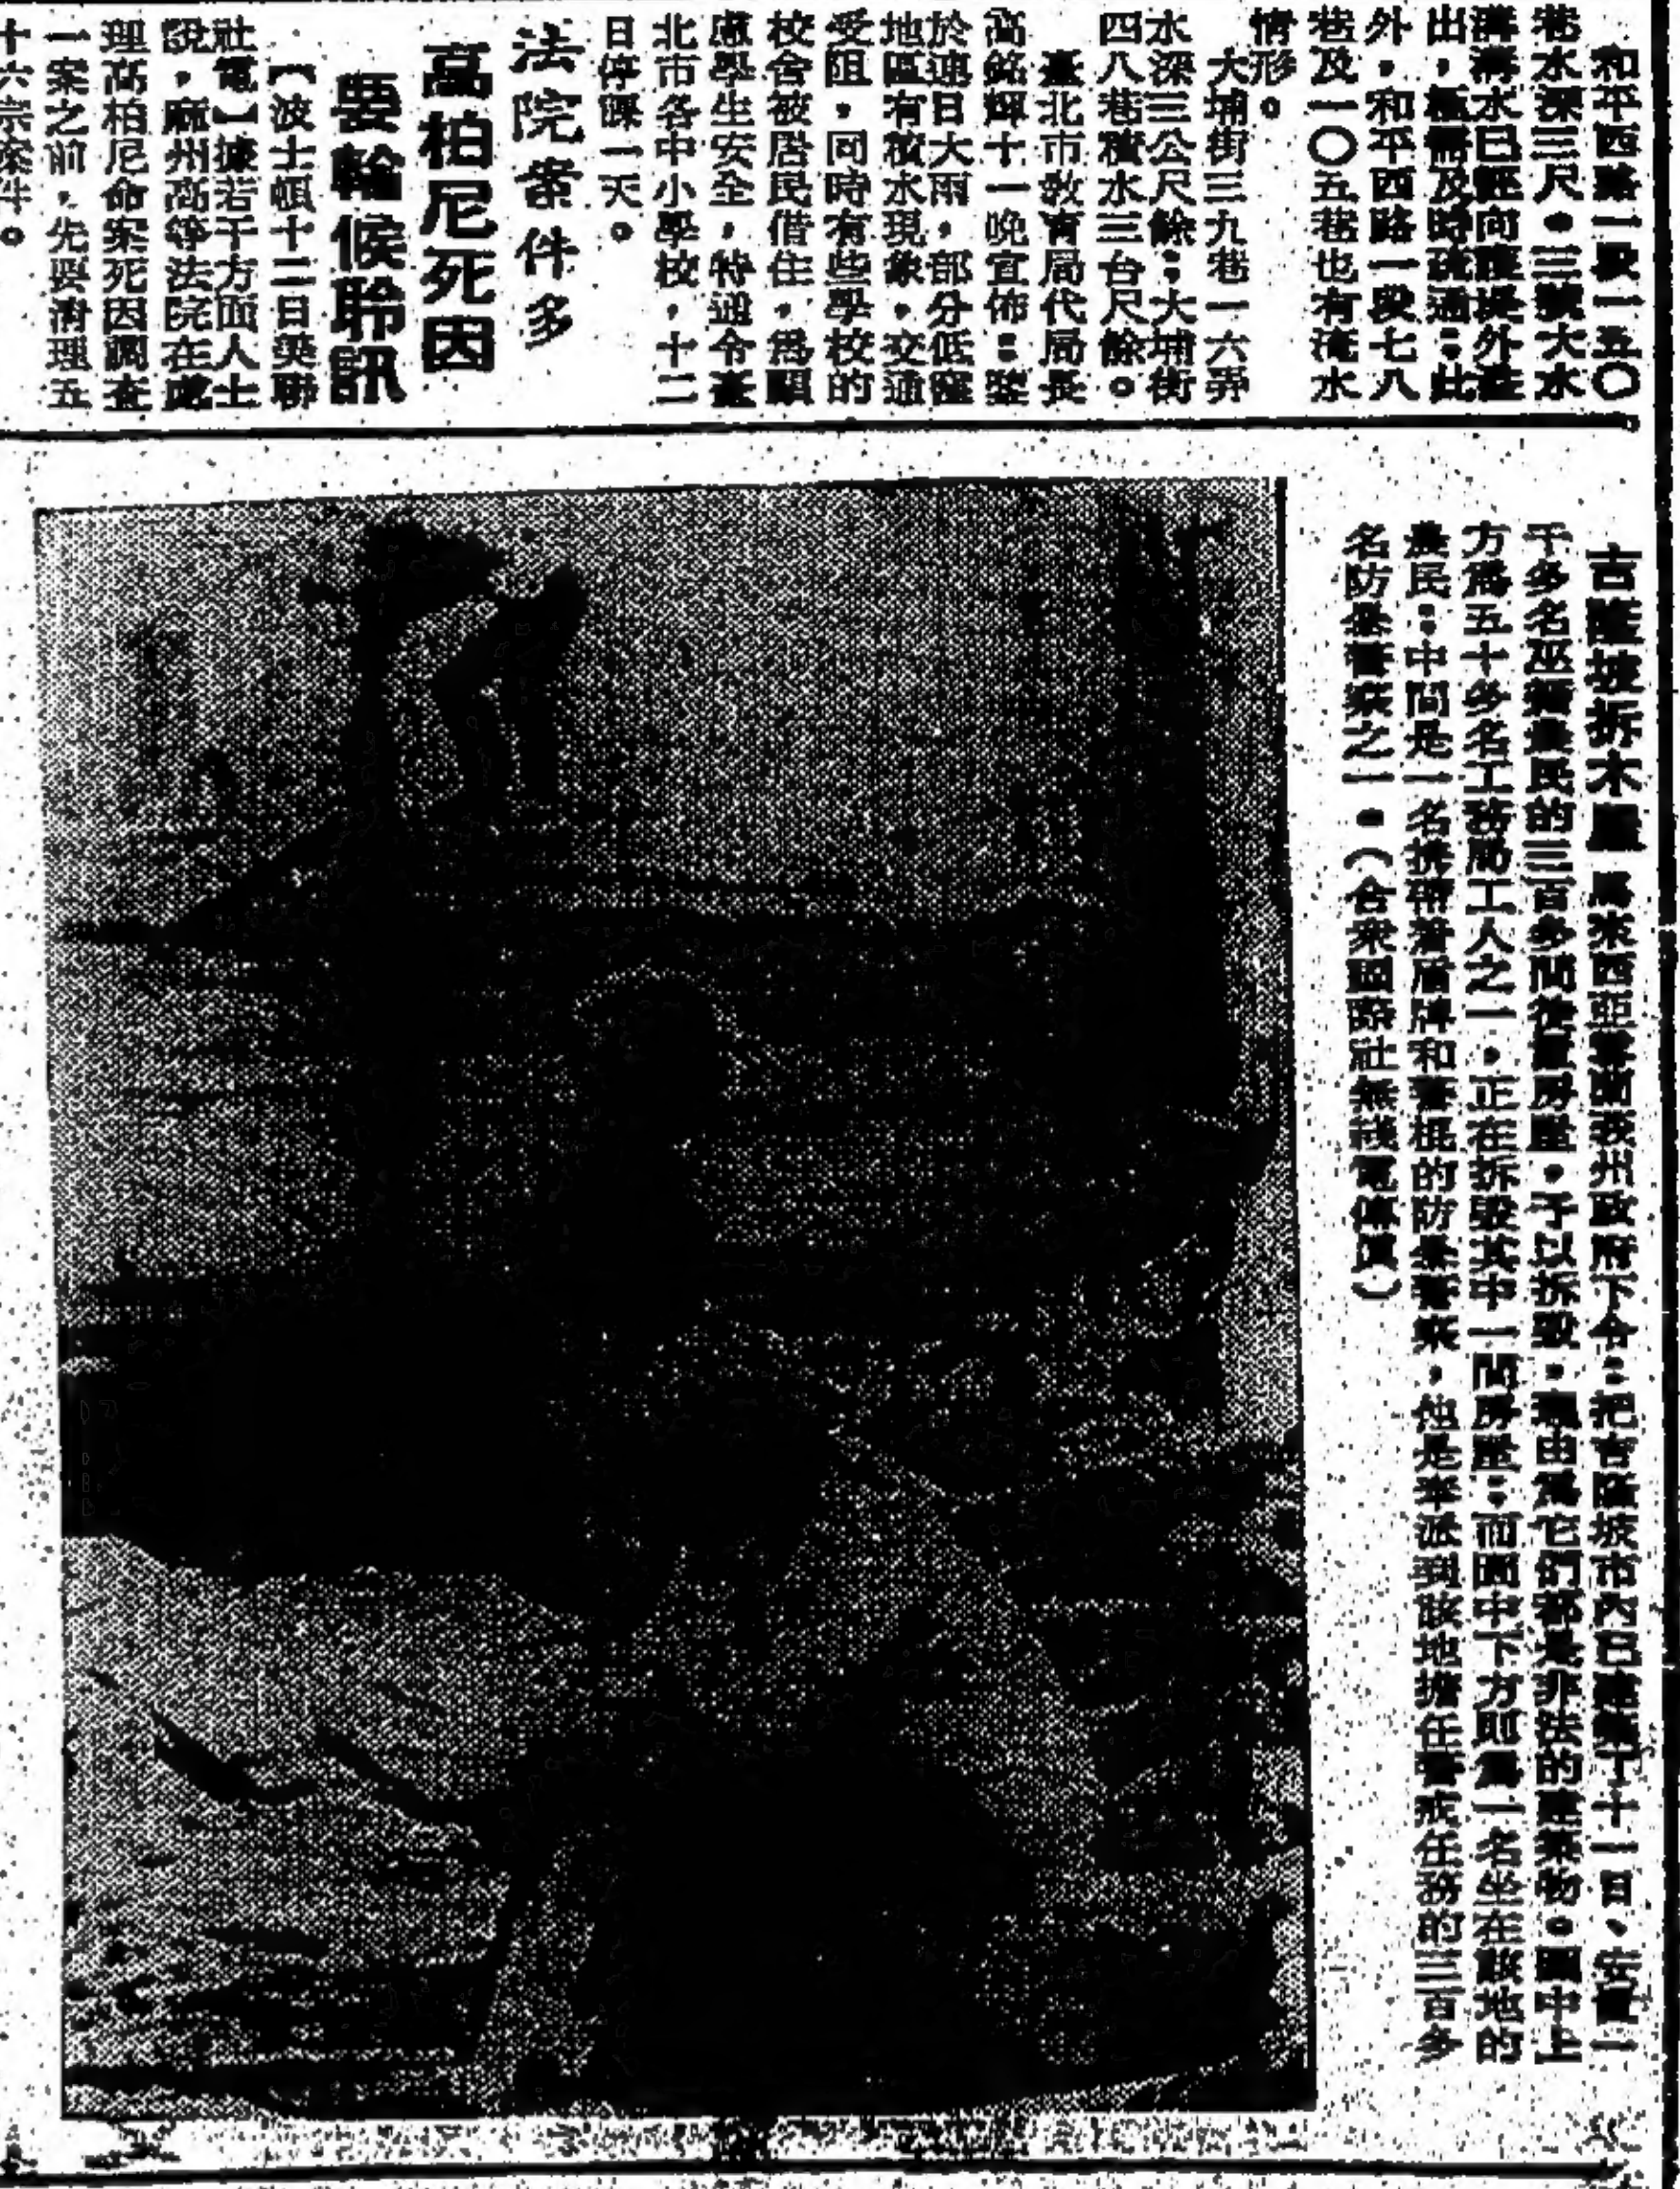 和平西路一段一五〇
巷水深三尺。三號大水
溝溝水已經向堤外
出,極需及時疏通;此
外,和平西路一段七八
巷及一〇五巷也有淹水
情形。
大埔街三九巷一六弄
水深三公尺餘;大埔街
四八巷積水三台尺餘。
臺北市教育局代局長
高銘輝十一晚宣佈:鑒
於連日大雨,部分低窪
地區有積水現象,交通
受阻,同時有些學校的
校舍被居民借住,爲顧
慮學生安全,特通令臺
北市各中小學校,十二
日停課一天。
法院案件多
高柏尼死因
要輪候聆訊
【波士頓十二日美聯
社電】據若干方面人士
說,麻州高等法院在處
理高柏尼命案死因調查
一案之前,先要清理五
十六宗案件。
吉隆坡拆木屋 馬來西亞雪蘭莪州政府下令:把吉隆坡市內已建築了十一日、安置二
千多名巫籍農民的三百多間木屋房屋,予以拆毀,理由爲它們都是非法的建築物。圖中上
方爲五十多名工務局工人之一,正在拆毀其中一間房屋;而圖中下方則爲一名坐在該地的
農民;中間是一名携帶着盾牌和警棍的防暴警察,他是奉派到該地擔任警戒任務的三百多
名防暴警察之一。(合衆國際社無綫電傳眞)